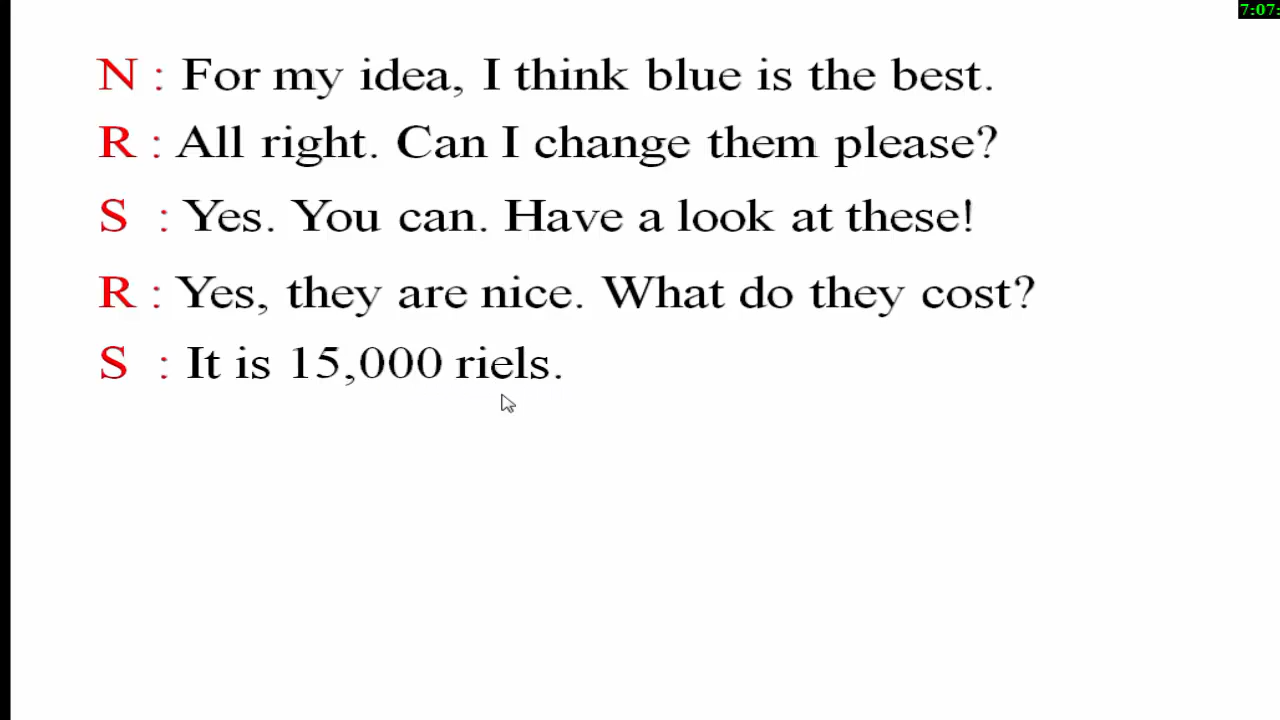 7:07:
N : For my idea, I think blue is the best.
R : All right. Can I change them please?
S : Yes. You can. Have a look at these!
R : Yes, they are nice. What do they cost?
S : It is 15,000 riels.